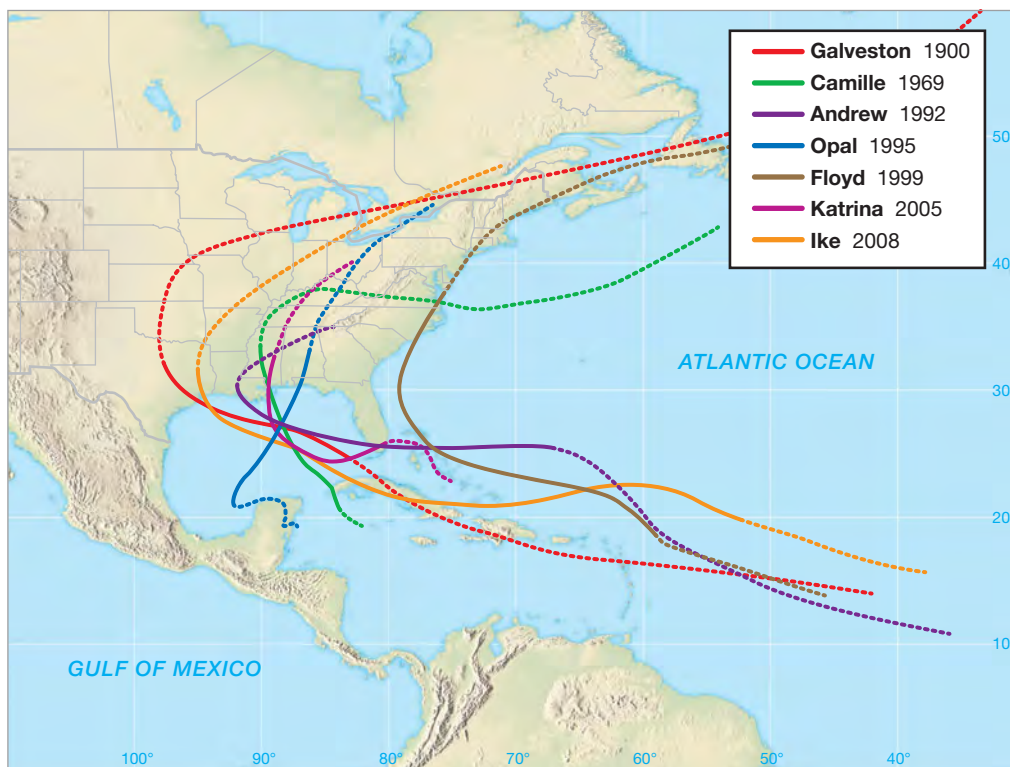 Galveston 1900
Camille 1969
Andrew 1992
Opal 1995
Floyd 1999
Katrina 2005
Ike 2008
50
40
ATLANTIC OCEAN
30
20
10
GULF OF MEXICO
100° 90° 80° 70° 60° 50° 40°